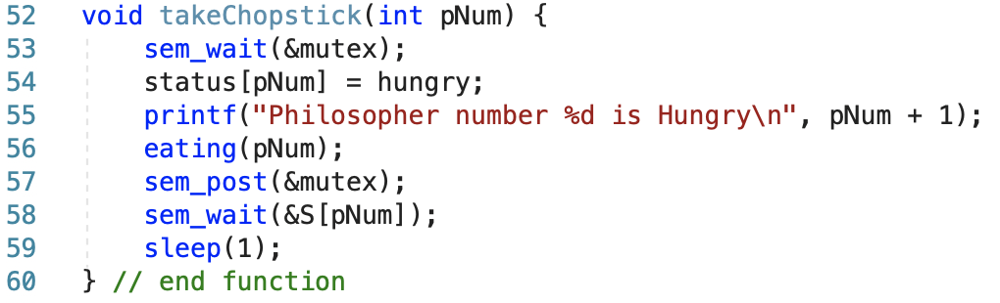 52 void takeChopstick(int pNum) {
53 sem_wait(&mutex);
54 status[pNum] = hungry;
55 printf("Philosopher number %d is Hungry\n", pNum + 1);
56 eating(pNum);
57 sem_post(&mutex);
58 sem_wait(&S[pNum]);
59 sleep(1);
60 } // end function